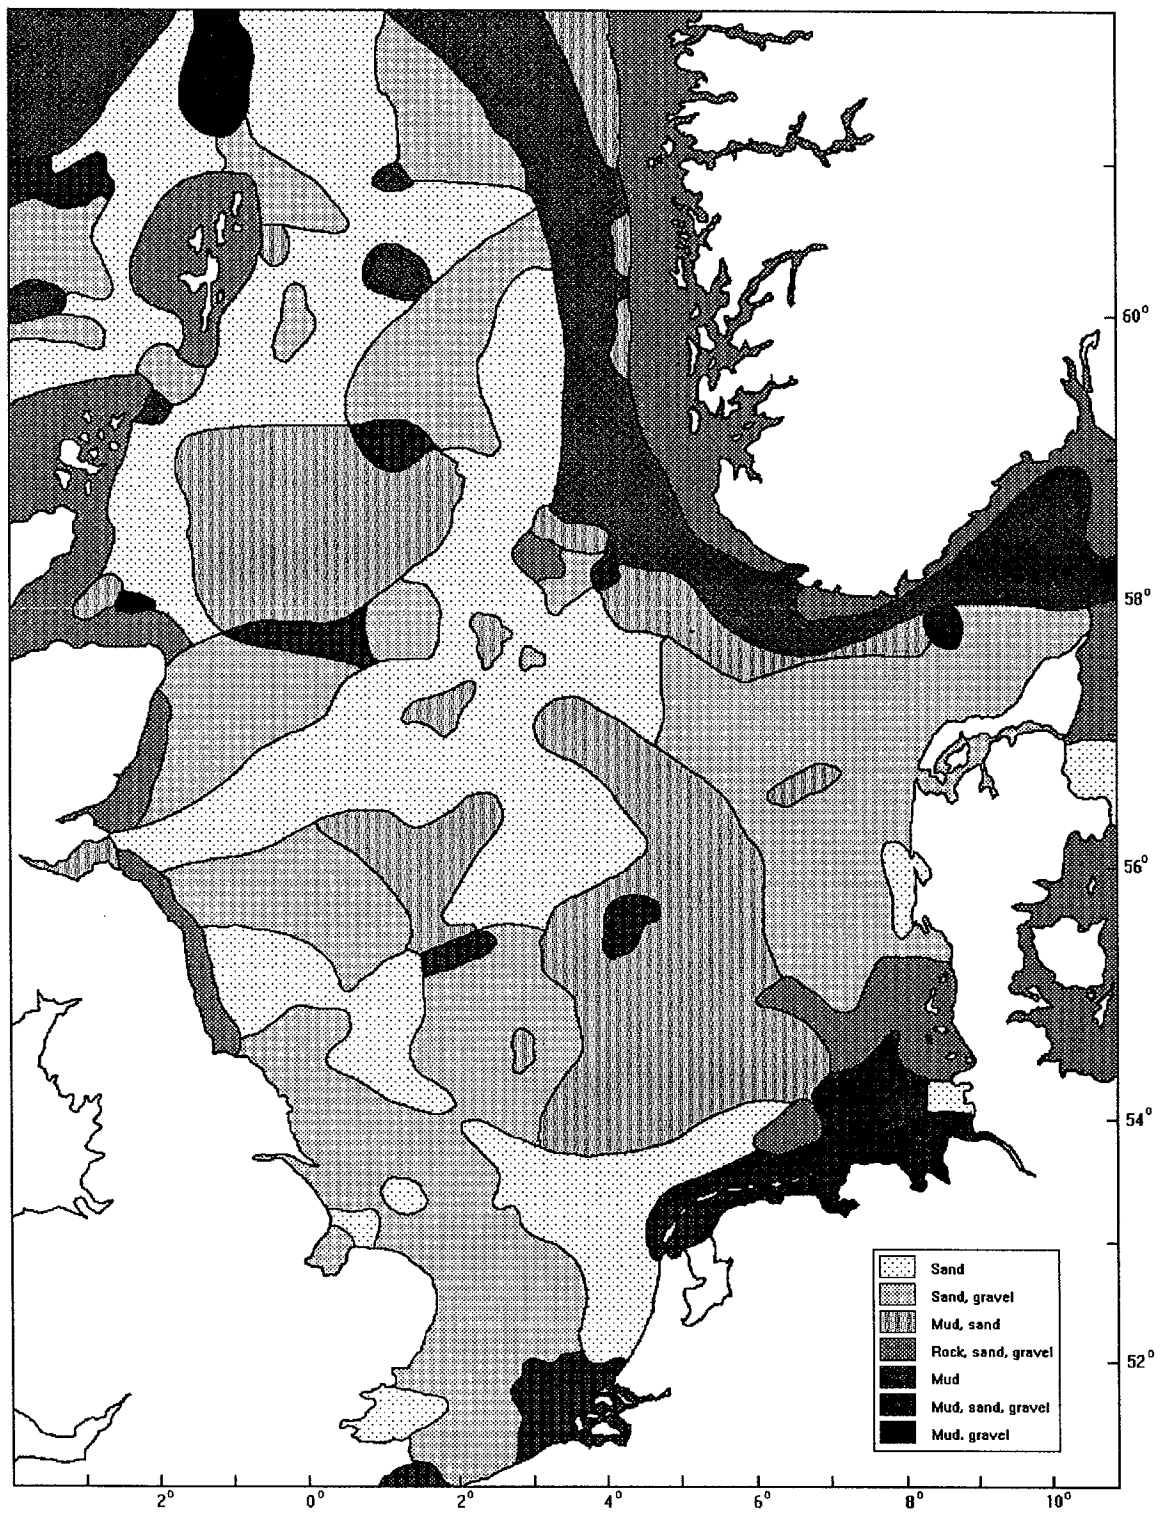 60°
58°
56°
54°
52°
Sand
Sand, gravel
Mud, sand
Rock, sand, gravel
Mud
Mud, sand, gravel
Mud. gravel
2° 0° 2° 4° 6° 8° 10°